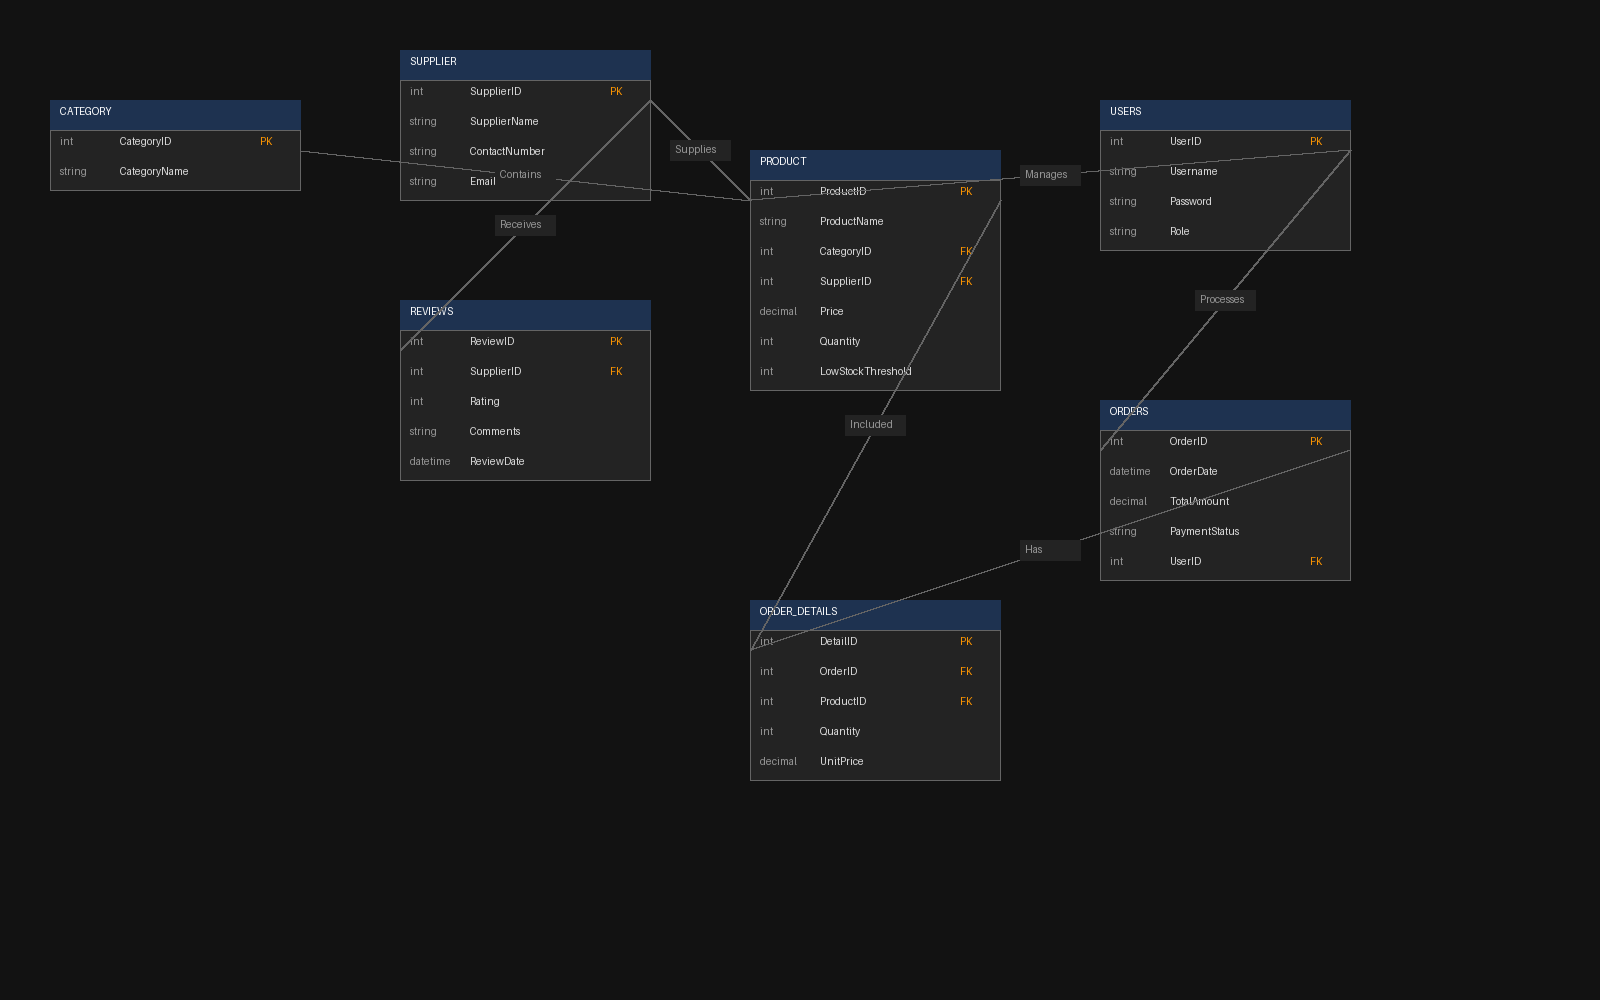 SUPPLIER
int SupplierID PK
string SupplierName
string ContactNumber
string Email
CATEGORY
int CategoryID PK
string CategoryName
Contains
Supplies
Receives
PRODUCT
int ProductID PK
string ProductName
int CategoryID FK
int SupplierID FK
decimal Price
int Quantity
int LowStockThreshold
Manages
USERS
int UserID PK
string Username
string Password
string Role
Processes
REVIEWS
int ReviewID PK
int SupplierID FK
int Rating
string Comments
datetime ReviewDate
Included
ORDERS
int OrderID PK
datetime OrderDate
decimal TotalAmount
string PaymentStatus
int UserID FK
Has
ORDER_DETAILS
int DetailID PK
int OrderID FK
int ProductID FK
int Quantity
decimal UnitPrice